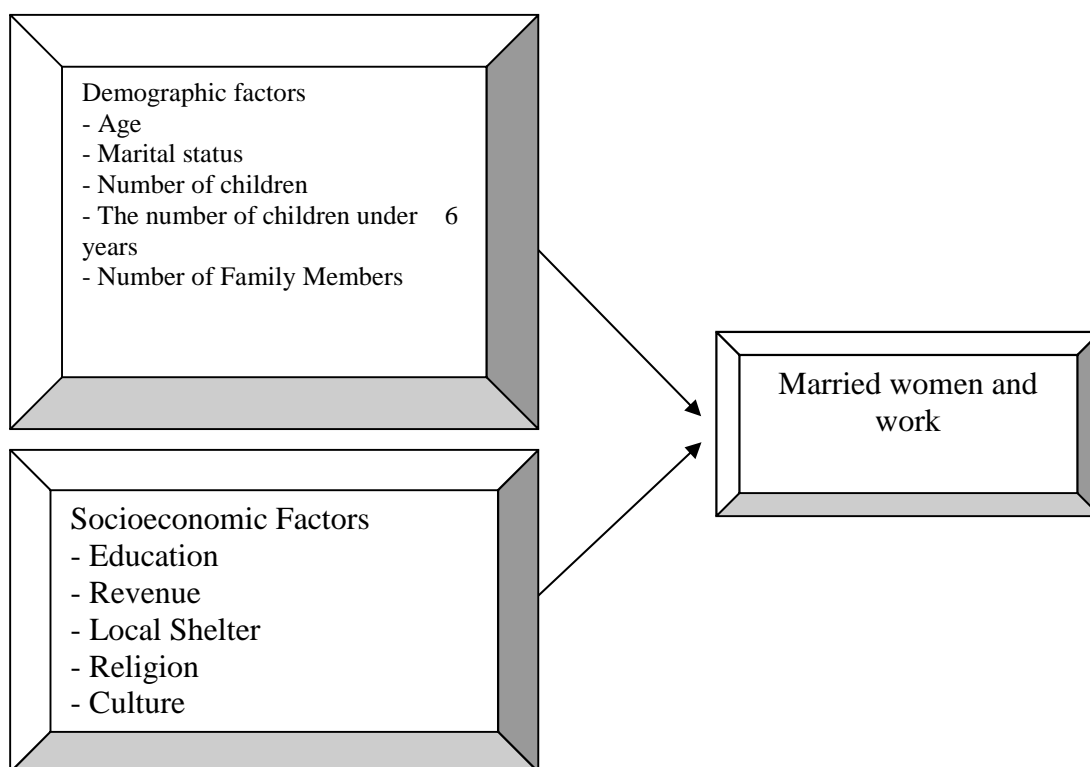 Demographic factors
- Age
- Marital status
- Number of children
- The number of children under 6
years
- Number of Family Members
Married women and
work
Socioeconomic Factors
- Education
- Revenue
- Local Shelter
- Religion
- Culture